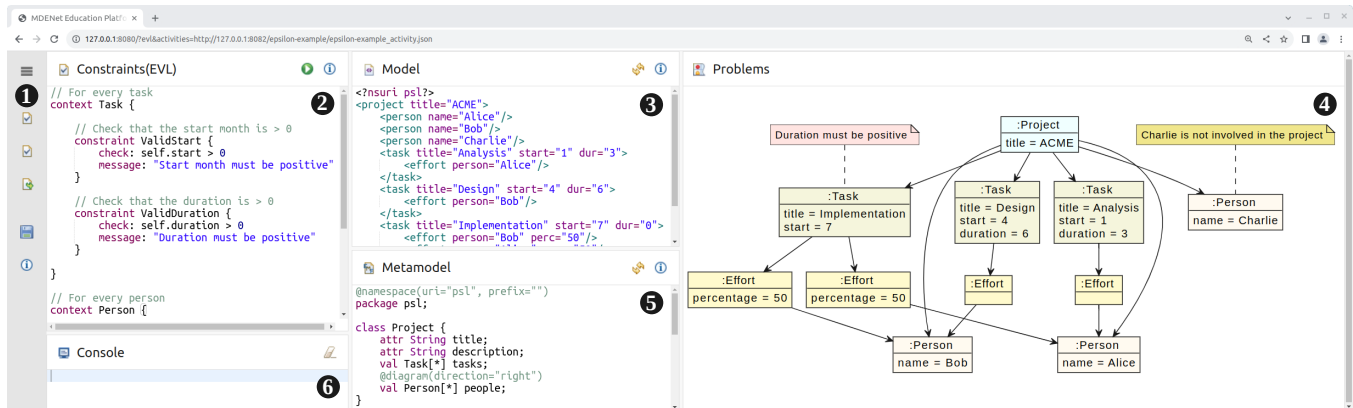 MDENet Education Platfo
127.0.0.1:8080/?evl&activities=http://127.0.0.1:8082/epsilon-example/epsilon-example_activity.json
1
Constraints(EVL)
2
// For every task
context Task {
// Check that the start month is > 0
constraint ValidStart {
check: self.start > 0
message: "Start month must be positive"
}
// Check that the duration is > 0
constraint ValidDuration {
check: self.duration > 0
message: "Duration must be positive"
}
}
// For every person
context Person {
Console
6
Model
3
<?nsuri psl?>
<project title="ACME">
<person name="Alice"/>
<person name="Bob"/>
<person name="Charlie"/>
<task title="Analysis" start="1" dur="3">
<effort person="Alice"/>
</task>
<task title="Design" start="4" dur="6">
<effort person="Bob"/>
</task>
<task title="Implementation" start="7" dur="0">
<effort person="Bob" perc="50"/>
Metamodel
5
@namespace(uri="psl", prefix="")
package psl;
class Project {
attr String title;
attr String description;
val Task[*] tasks;
@diagram(direction="right")
val Person[*] people;
}
Problems
4
Duration must be positive
:Project
title = ACME
Charlie is not involved in the project
:Task
title = Implementation
start = 7
:Task
title = Design
start = 4
duration = 6
:Task
title = Analysis
start = 1
duration = 3
:Person
name = Charlie
:Effort
percentage = 50
:Effort
percentage = 50
:Effort
:Effort
:Person
name = Bob
:Person
name = Alice